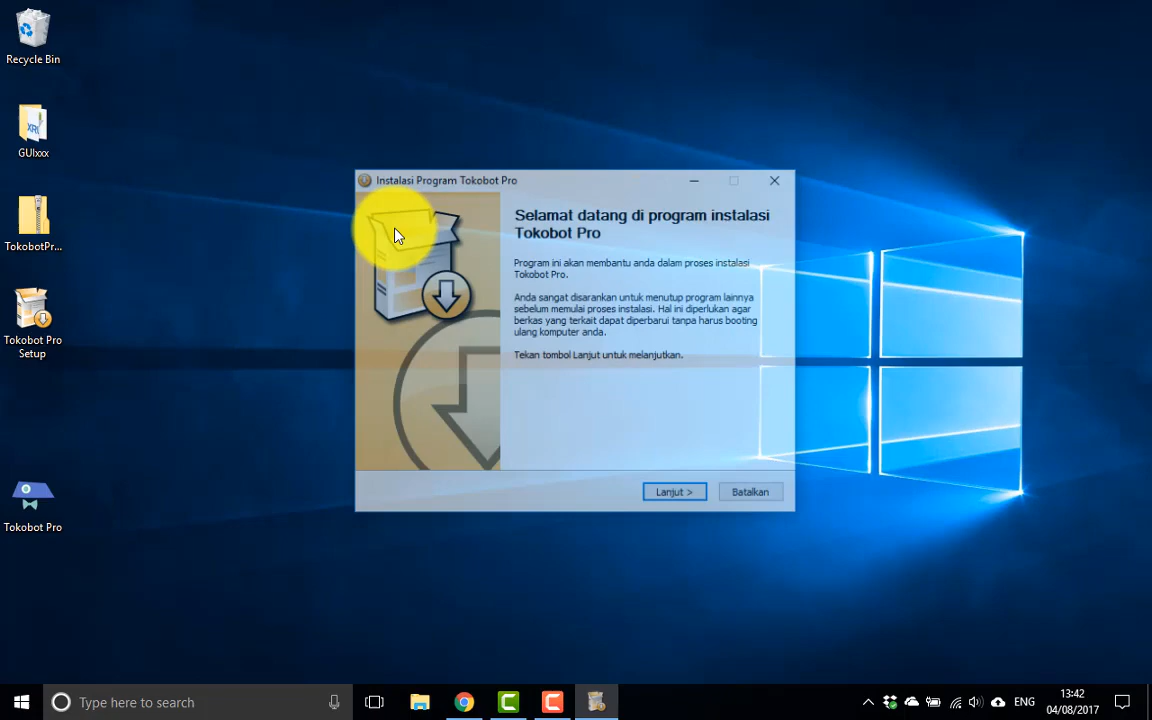 Recycle Bin
GUIxxx
TokobotPr...
Tokobot Pro
Setup
Tokobot Pro
Instalasi Program Tokobot Pro
Selamat datang di program instalasi
Tokobot Pro
Program ini akan membantu anda dalam proses instalasi
Tokobot Pro.
Anda sangat disarankan untuk menutup program lainnya
sebelum memulai proses instalasi. Hal ini diperlukan agar
berkas yang terkait dapat diperbarui tanpa harus booting
ulang komputer anda.
Tekan tombol Lanjut untuk melanjutkan.
Lanjut >
Batalkan
Type here to search
ENG
13:42
04/08/2017